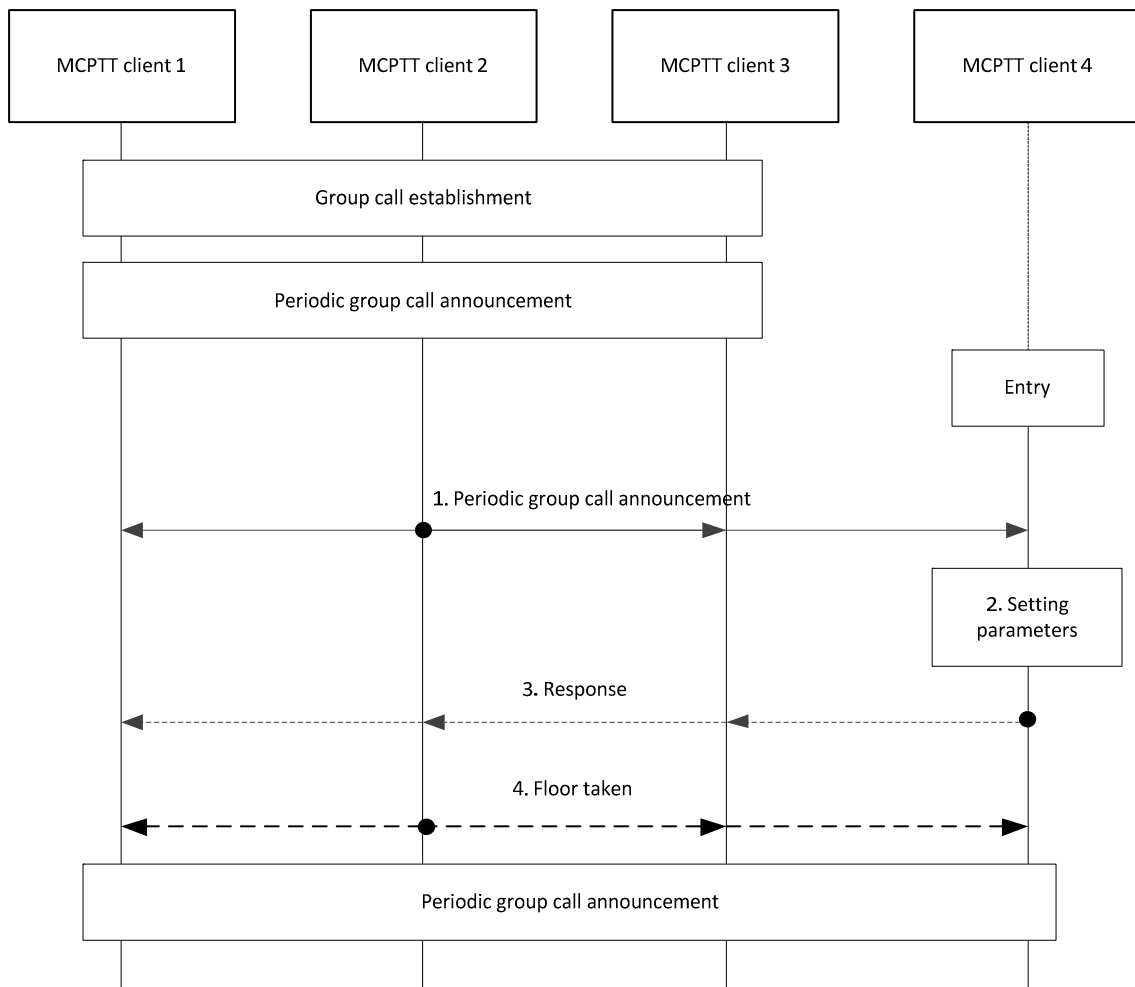 MCPTT client 1
MCPTT client 2
MCPTT client 3
MCPTT client 4
Group call establishment
Periodic group call announcement
Entry
1. Periodic group call announcement
2. Setting
parameters
3. Response
4. Floor taken
Periodic group call announcement